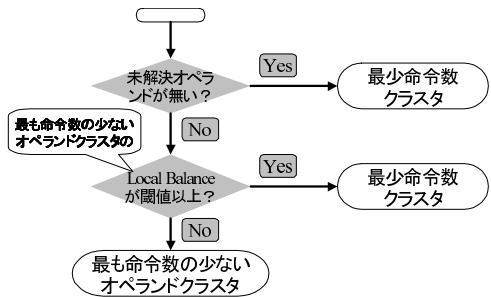 未解決オペラ
ンドが無い?
Yes
最少命令数
クラスタ
No
最も命令数の少ない
オペランドクラスタの
Local Balance
が閾値以上?
Yes
最少命令数
クラスタ
No
最も命令数の少ない
オペランドクラスタ